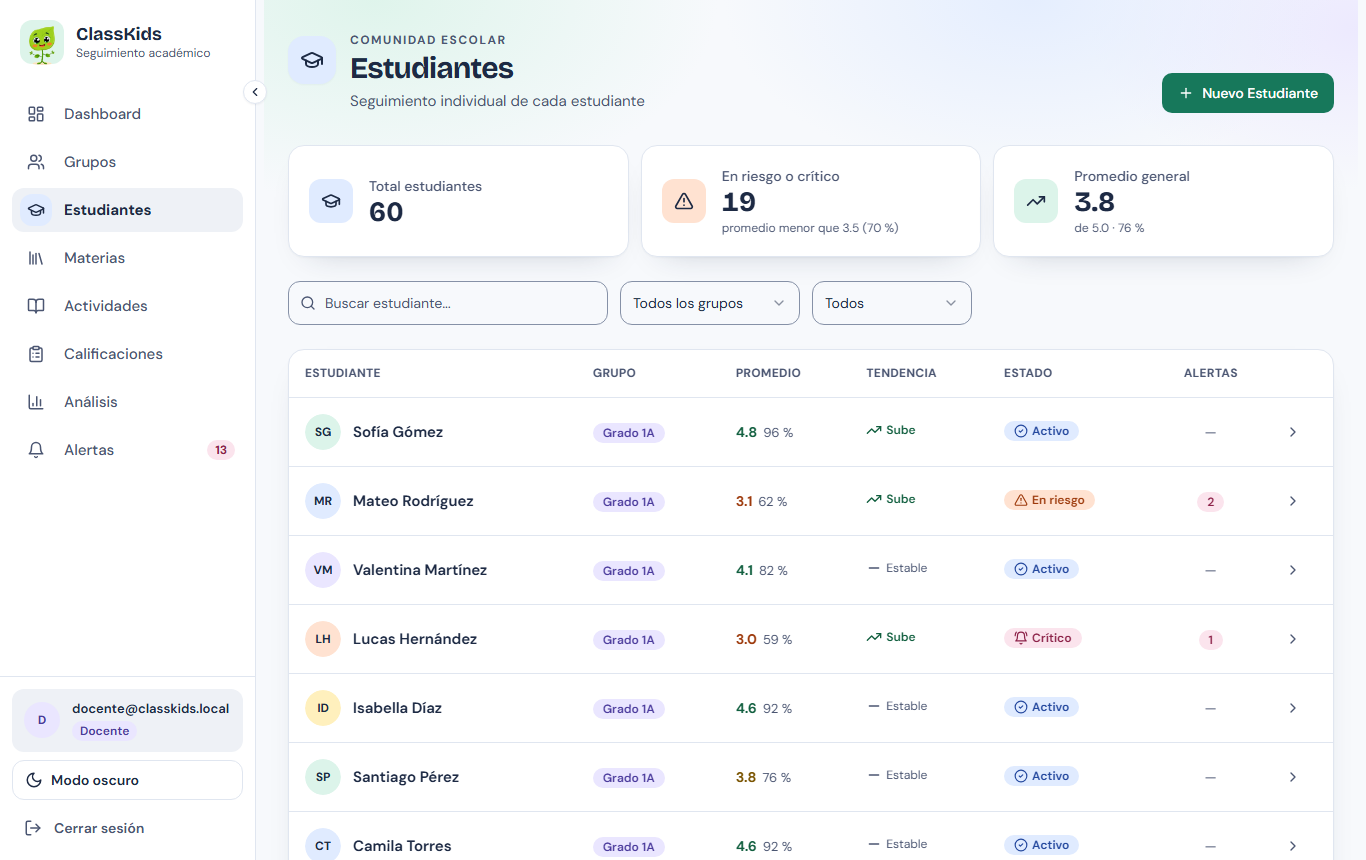 ClassKids
Seguimiento académico
Dashboard
Grupos
Estudiantes
Materias
Actividades
Calificaciones
Análisis
Alertas 13
D docente@classkids.local
Docente
Modo oscuro
Cerrar sesión
COMUNIDAD ESCOLAR
Estudiantes
Seguimiento individual de cada estudiante
+ Nuevo Estudiante
Total estudiantes
60
En riesgo o crítico
19
promedio menor que 3.5 (70 %)
Promedio general
3.8
de 5.0 · 76 %
Buscar estudiante...
Todos los grupos
Todos
ESTUDIANTE GRUPO PROMEDIO TENDENCIA ESTADO ALERTAS
SG Sofía Gómez Grado 1A 4.8 96 % Sube Activo —
MR Mateo Rodríguez Grado 1A 3.1 62 % Sube En riesgo 2
VM Valentina Martínez Grado 1A 4.1 82 % Estable Activo —
LH Lucas Hernández Grado 1A 3.0 59 % Sube Crítico 1
ID Isabella Díaz Grado 1A 4.6 92 % Estable Activo —
SP Santiago Pérez Grado 1A 3.8 76 % Estable Activo —
CT Camila Torres Grado 1A 4.6 92 % Estable Activo —